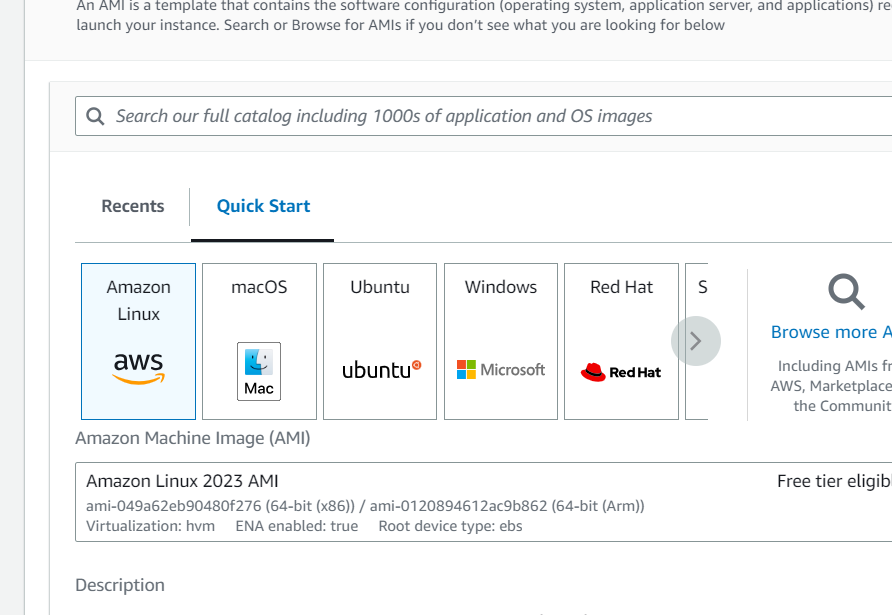 An AMI is a template that contains the software configuration (operating system, application server, and applications)
launch your instance. Search or Browse for AMIs if you don't see what you are looking for below
Search our full catalog including 1000s of application and OS images
Recents
Quick Start
Amazon
Linux
aws
macOS
Mac
Ubuntu
ubuntu
Windows
Microsoft
Red Hat
Red Hat
S
Browse more A
Including AMIs f
AWS, Marketplace
the Communit
Amazon Machine Image (AMI)
Amazon Linux 2023 AMI
Free tier eligib
ami-049a62eb90480f276 (64-bit (x86)) / ami-0120894612ac9b862 (64-bit (Arm))
Virtualization: hvm ENA enabled: true Root device type: ebs
Description